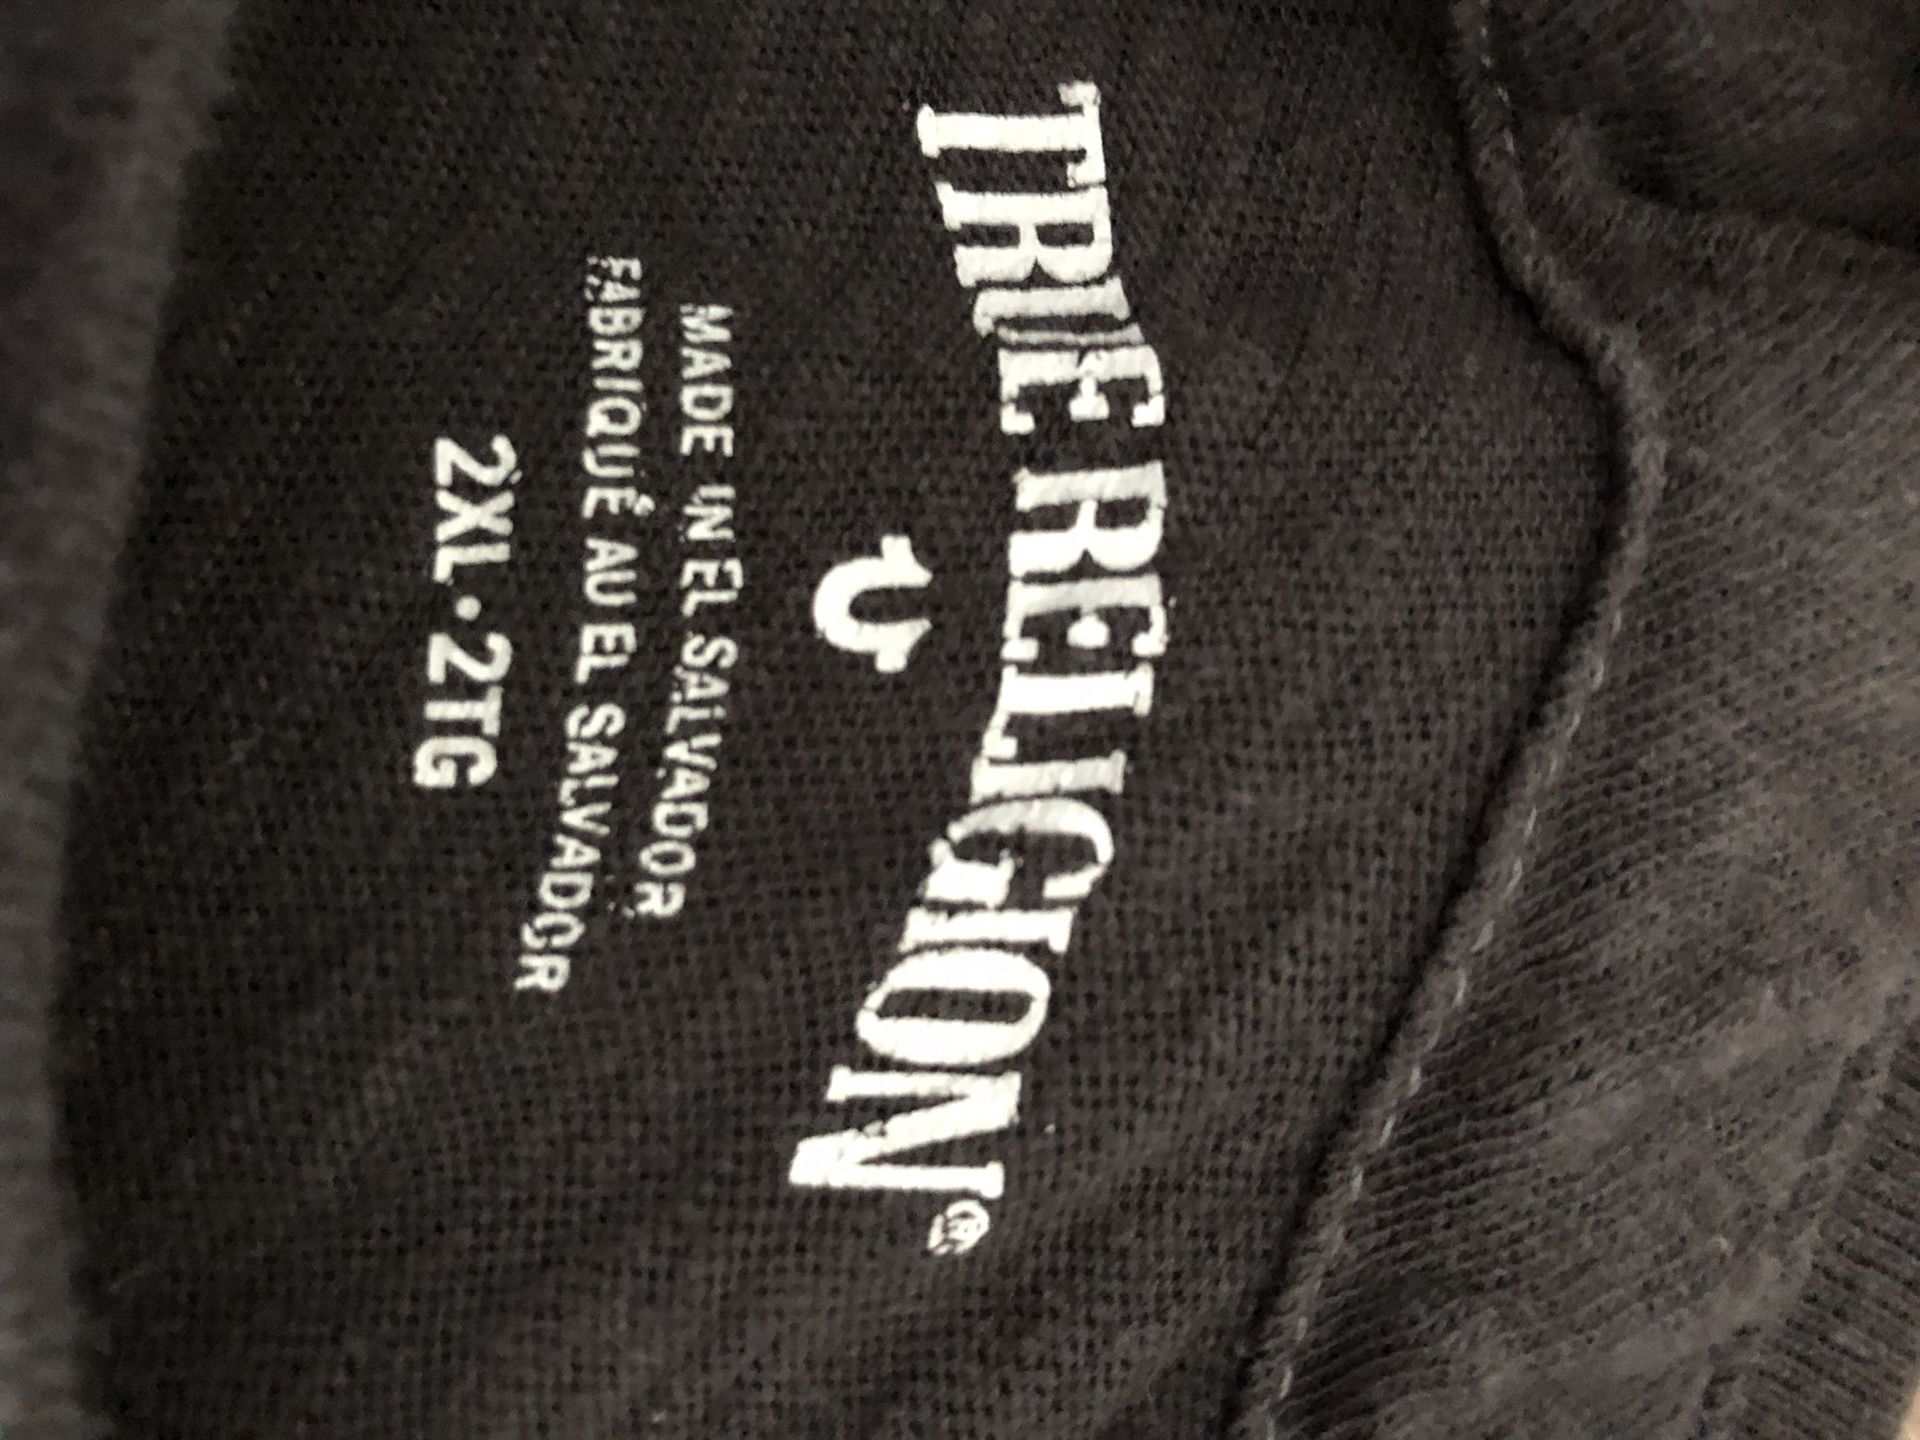 TRUE RELIGION®
MADE IN EL SALVADOR
FABRIQUÉ AU EL SALVADOR
2XL•2TG